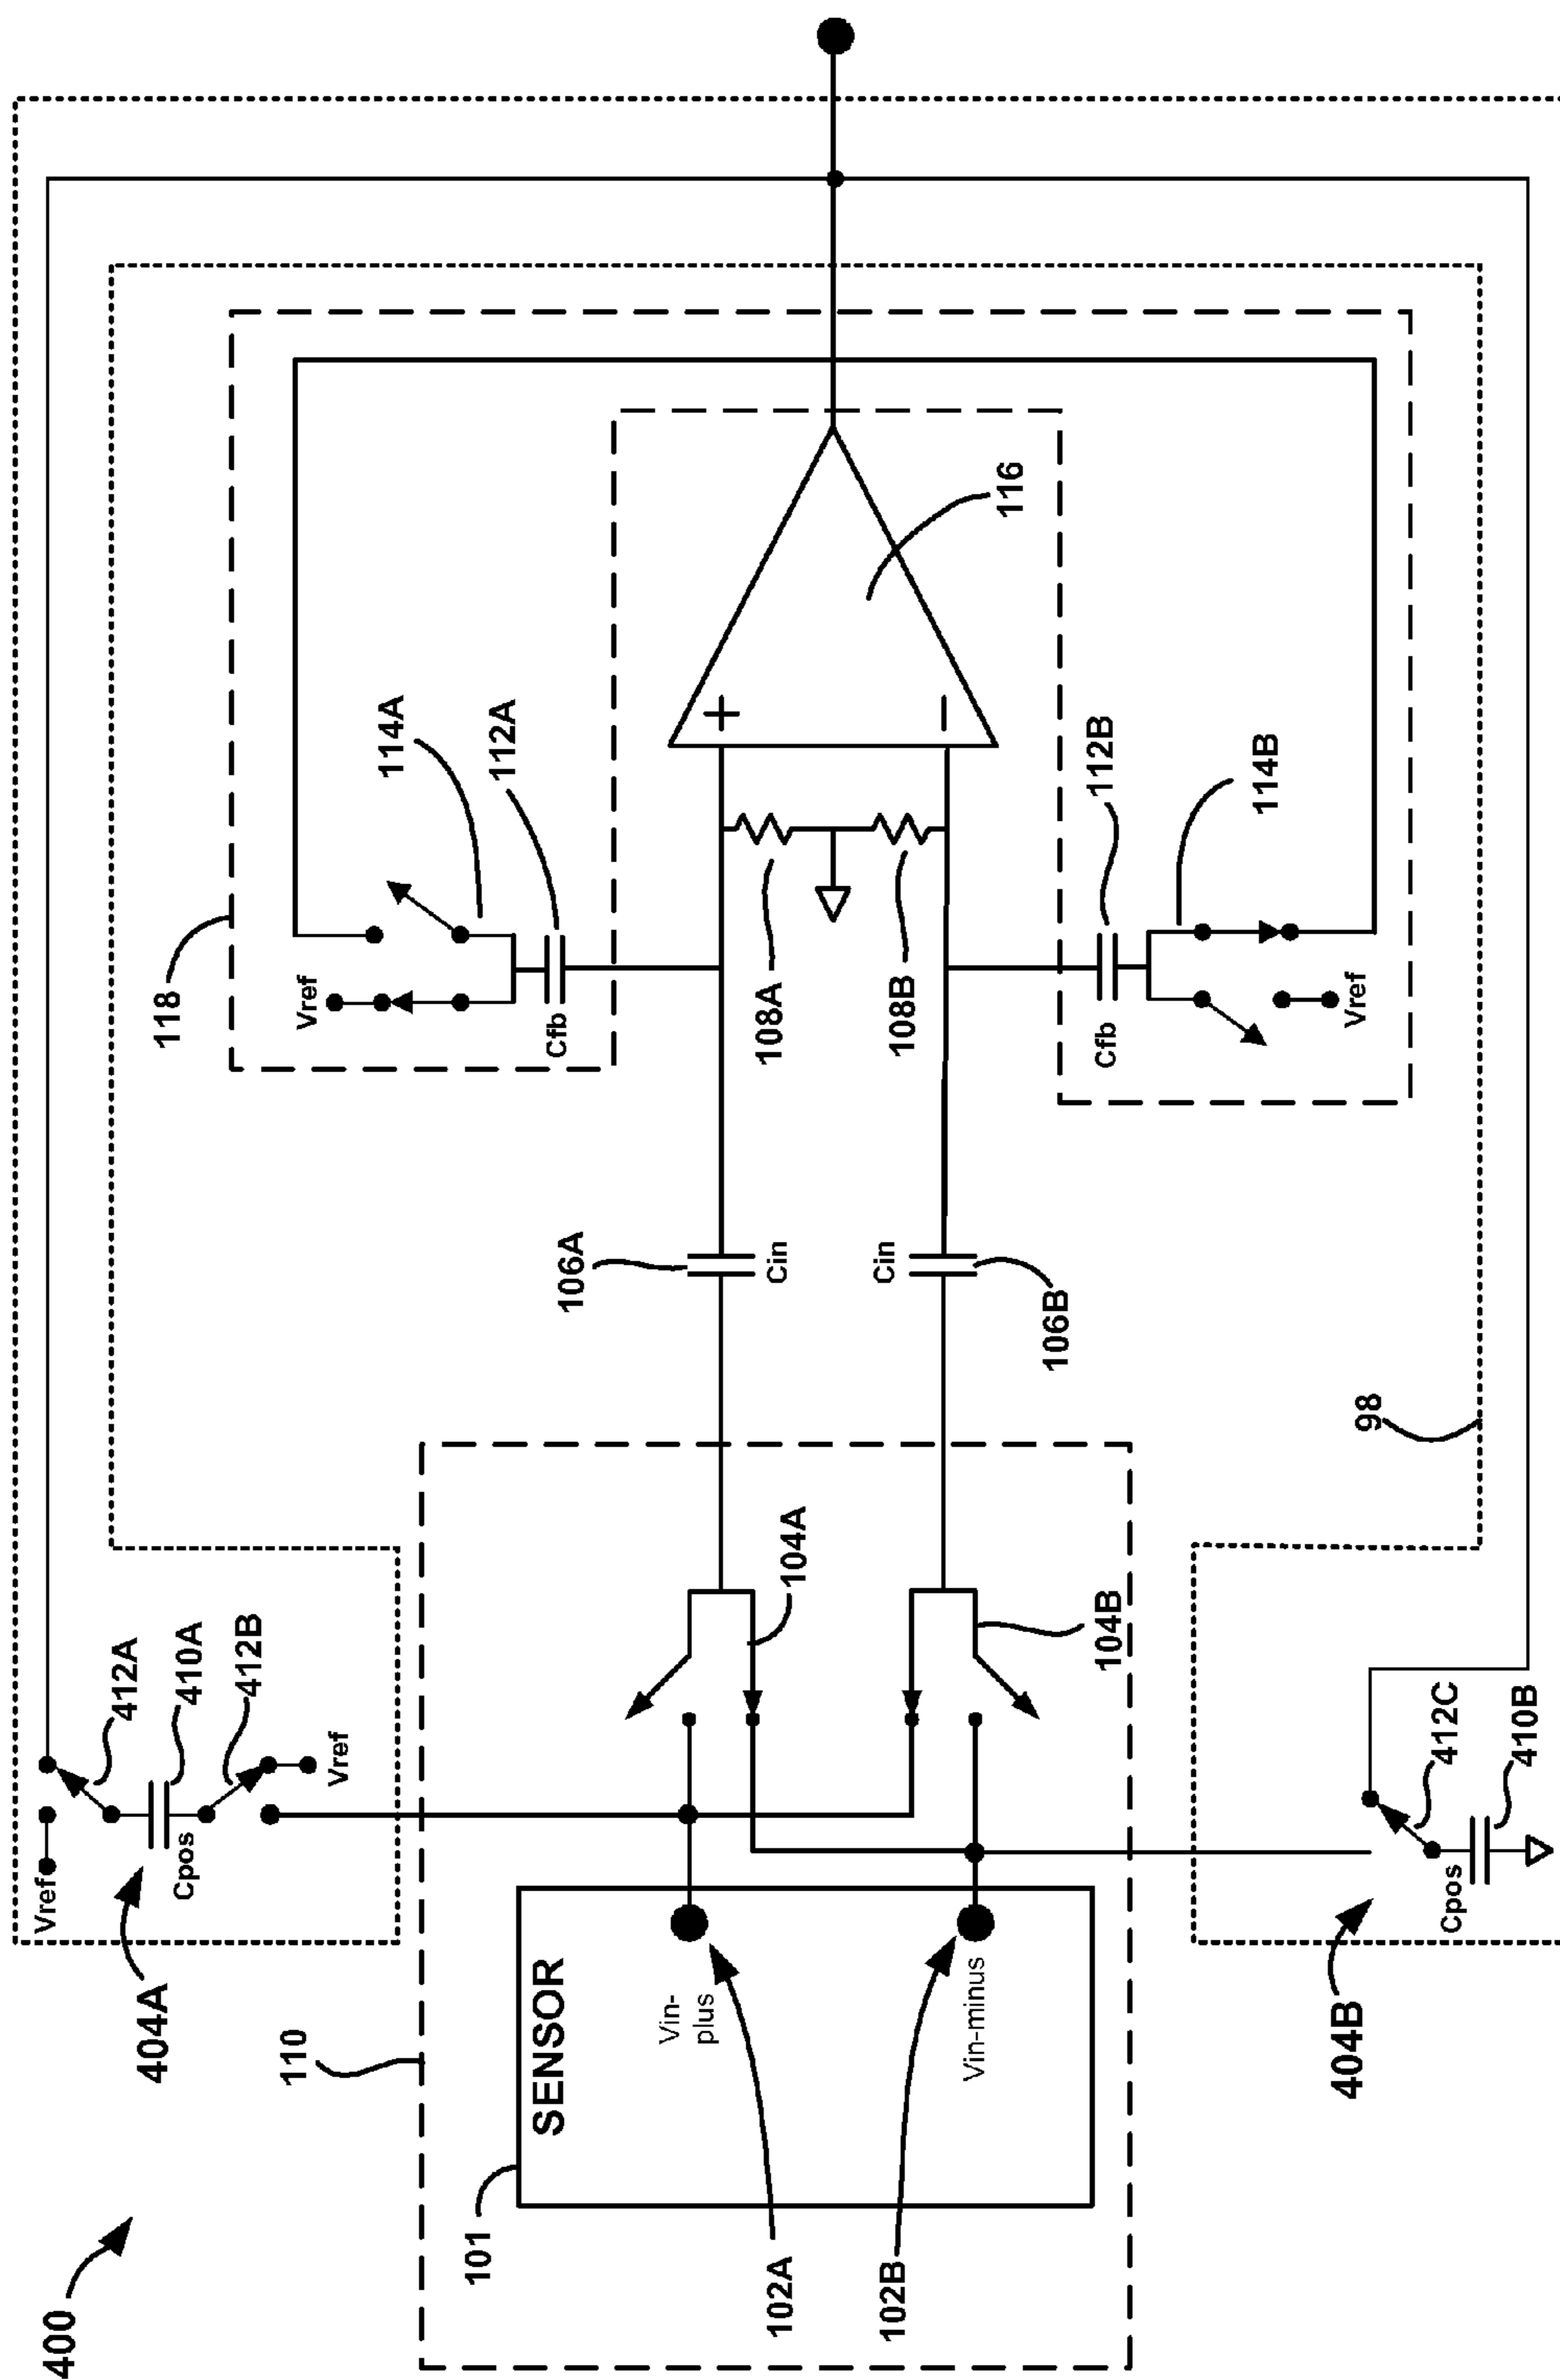 400
404A
Vref
412A
Cpos
410A
412B
Vref
110
101
SENSOR
Vin-
plus
Vin-minus
102A
102B
104A
104B
106A
Cin
Cin
106B
118
Vref
114A
Cfb
112A
108A
108B
+
−
116
Cfb
112B
114B
Vref
98
404B
Cpos
412C
410B